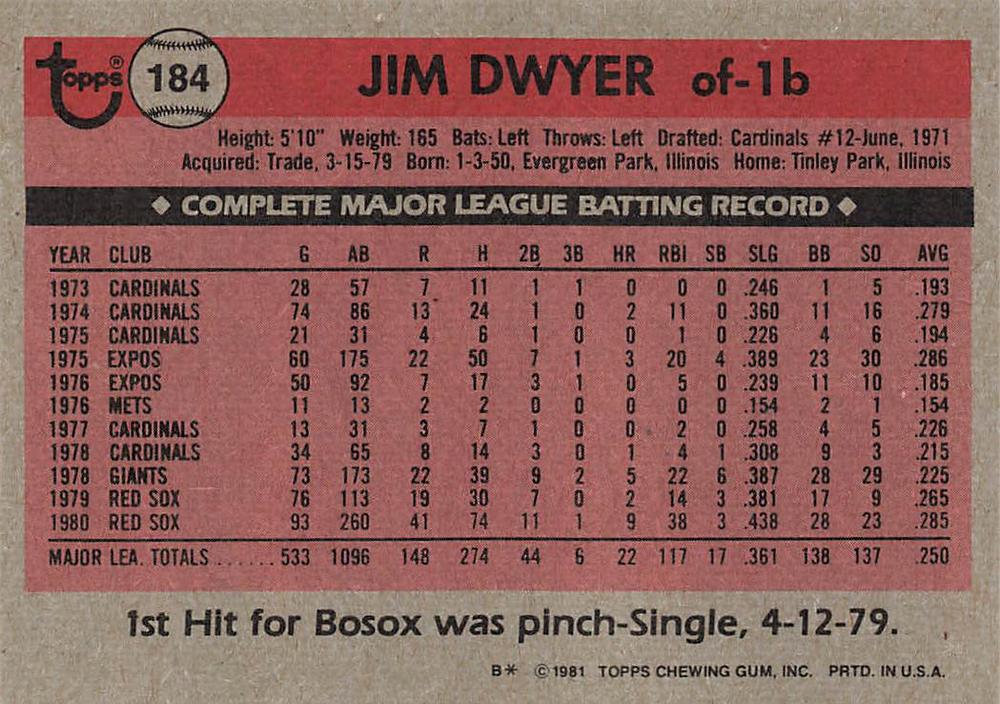 Topps® 184 JIM DWYER of-1b
Height: 5'10" Weight: 165 Bats: Left Throws: Left Drafted: Cardinals #12-June, 1971
Acquired: Trade, 3-15-79 Born: 1-3-50, Evergreen Park, Illinois Home: Tinley Park, Illinois
◆ COMPLETE MAJOR LEAGUE BATTING RECORD ◆
YEAR CLUB G AB R H 2B 3B HR RBI SB SLG BB SO AVG
1973 CARDINALS 28 57 7 11 1 1 0 0 0 .246 1 5 .193
1974 CARDINALS 74 86 13 24 1 0 2 11 0 .360 11 16 .279
1975 CARDINALS 21 31 4 6 1 0 0 1 0 .226 4 6 .194
1975 EXPOS 60 175 22 50 7 1 3 20 4 .389 23 30 .286
1976 EXPOS 50 92 7 17 3 1 0 5 0 .239 11 10 .185
1976 METS 11 13 2 2 0 0 0 0 0 .154 2 1 .154
1977 CARDINALS 13 31 3 7 1 0 0 2 0 .258 4 5 .226
1978 CARDINALS 34 65 8 14 3 0 1 4 1 .308 9 3 .215
1978 GIANTS 73 173 22 39 9 2 5 22 6 .387 28 29 .225
1979 RED SOX 76 113 19 30 7 0 2 14 3 .381 17 9 .265
1980 RED SOX 93 260 41 74 11 1 9 38 3 .438 28 23 .285
MAJOR LEA. TOTALS ...... 533 1096 148 274 44 6 22 117 17 .361 138 137 .250
1st Hit for Bosox was pinch-Single, 4-12-79.
B* ©1981 TOPPS CHEWING GUM, INC. PRTD. IN U.S.A.